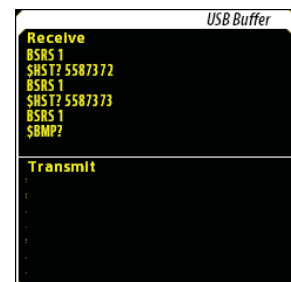 USB Buffer
Receive
BSRS 1
$HST? 5587372
BSRS 1
$HST? 5587373
BSRS 1
$BMP?
Transmit
:
:
.
.
:
.
.